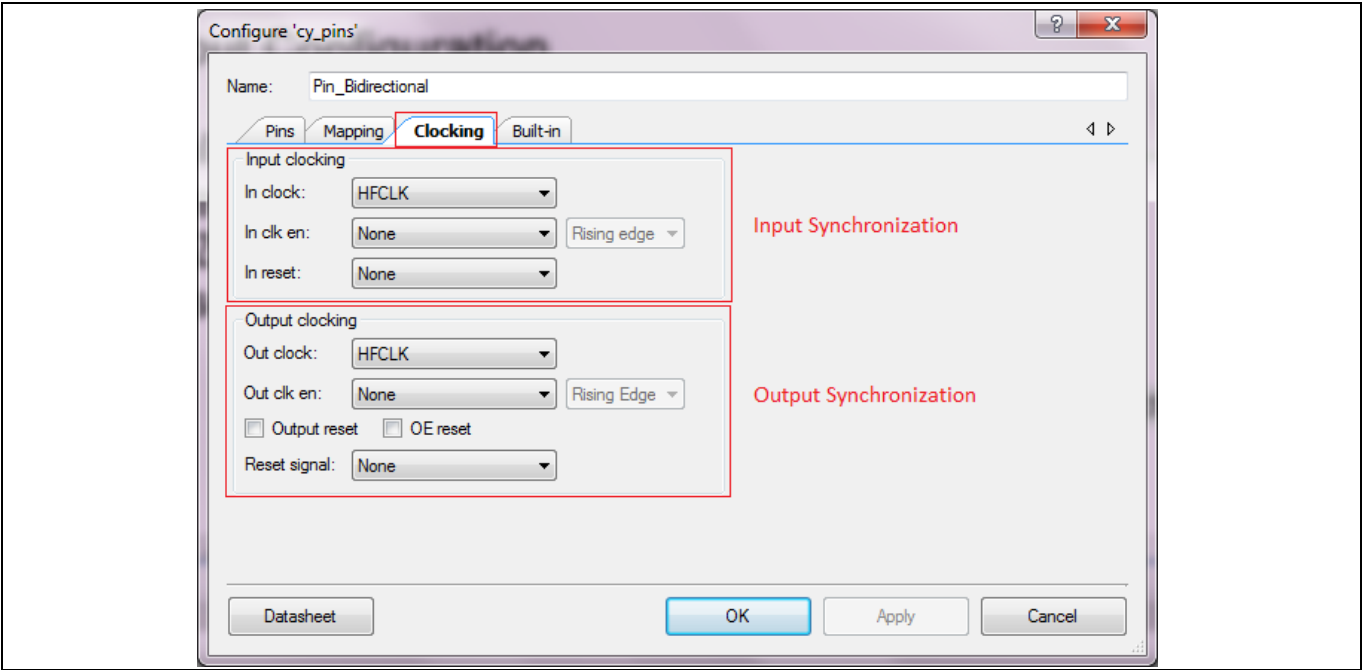 Configure 'cy_pins'
Name: Pin_Bidirectional
Pins Mapping Clocking Built-in
Input clocking
In clock: HFCLK
In clk en: None Rising edge
Input Synchronization
In reset: None
Output clocking
Out clock: HFCLK
Out clk en: None Rising Edge
Output Synchronization
Output reset OE reset
Reset signal: None
Datasheet OK Apply Cancel